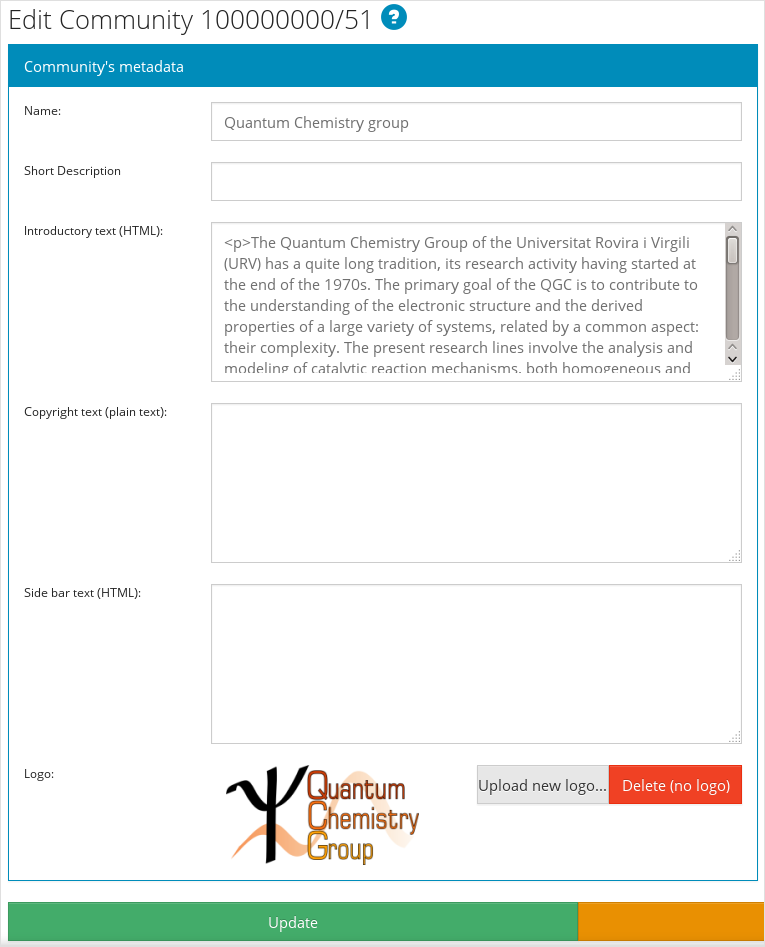 Edit Community 100000000/51 ?
Community's metadata
Name:
Quantum Chemistry group
Short Description
Introductory text (HTML):
<p>The Quantum Chemistry Group of the Universitat Rovira i Virgili
(URV) has a quite long tradition, its research activity having started at
the end of the 1970s. The primary goal of the QGC is to contribute to
the understanding of the electronic structure and the derived
properties of a large variety of systems, related by a common aspect:
their complexity. The present research lines involve the analysis and
modeling of catalytic reaction mechanisms, both homogeneous and
Copyright text (plain text):
Side bar text (HTML):
Logo:
Quantum
Chemistry
Group
Upload new logo...
Delete (no logo)
Update